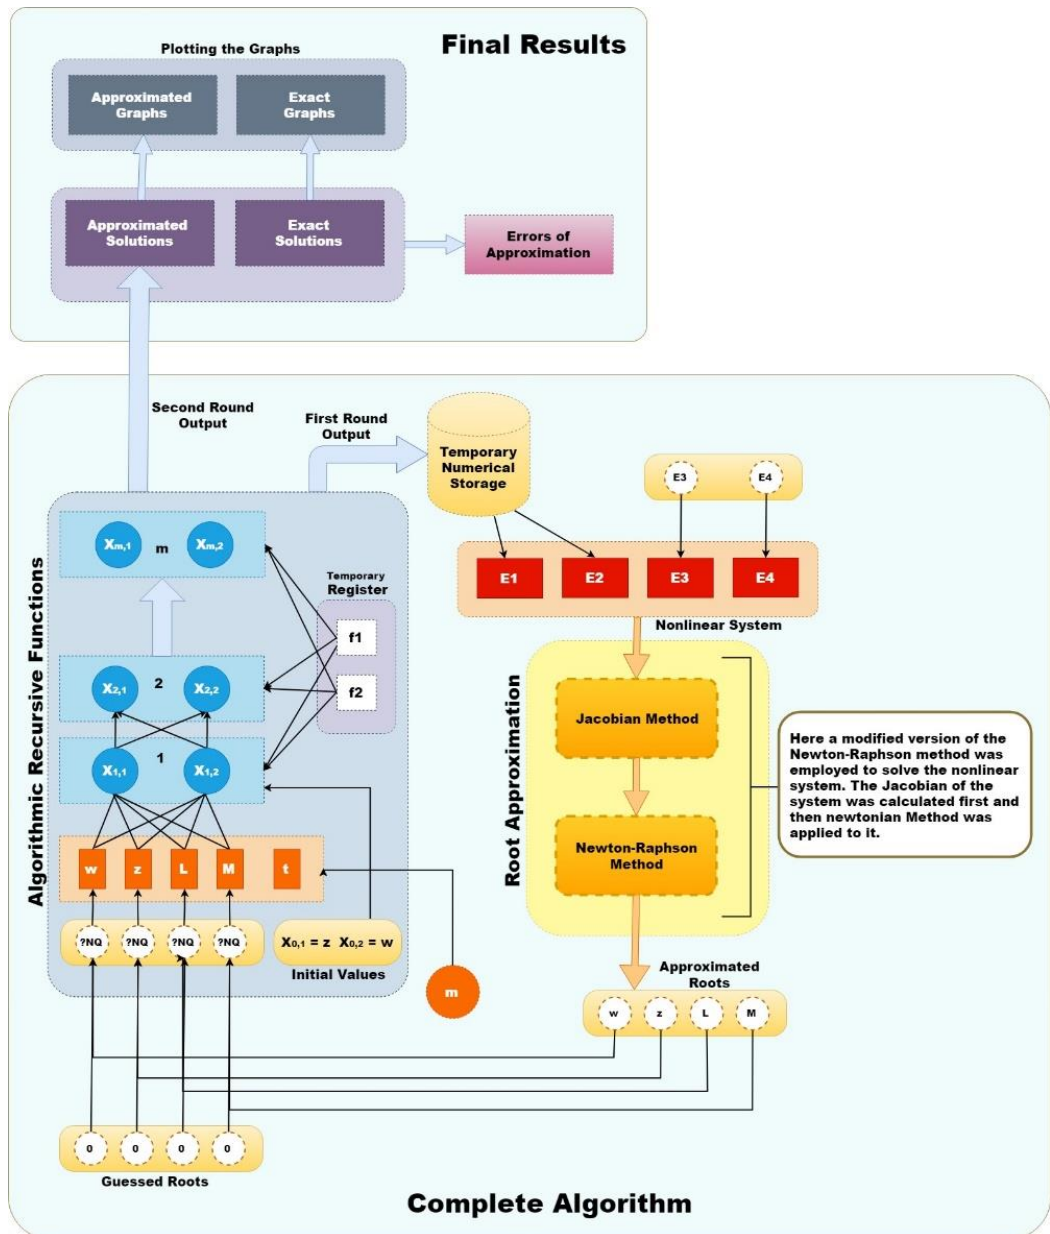 Final Results
Plotting the Graphs
Approximated
Graphs
Exact
Graphs
Approximated
Solutions
Exact
Solutions
Errors of
Approximation
Second Round
Output
First Round
Output
Temporary
Numerical
Storage
E3
E4
E1
E2
E3
E4
Nonlinear System
Algorithmic Recursive Functions
Xm,1
m
Xm,2
Temporary
Register
f1
f2
X2,1
2
X2,2
X1,1
1
X1,2
w
z
L
M
t
?NQ
?NQ
?NQ
?NQ
X0,1 = z X0,2 = w
Initial Values
m
Root Approximation
Jacobian Method
Newton-Raphson
Method
Here a modified version of the
Newton-Raphson method was
employed to solve the nonlinear
system. The Jacobian of the
system was calculated first and
then newtonian Method was
applied to it.
Approximated
Roots
w
z
L
M
0
0
0
0
Guessed Roots
Complete Algorithm